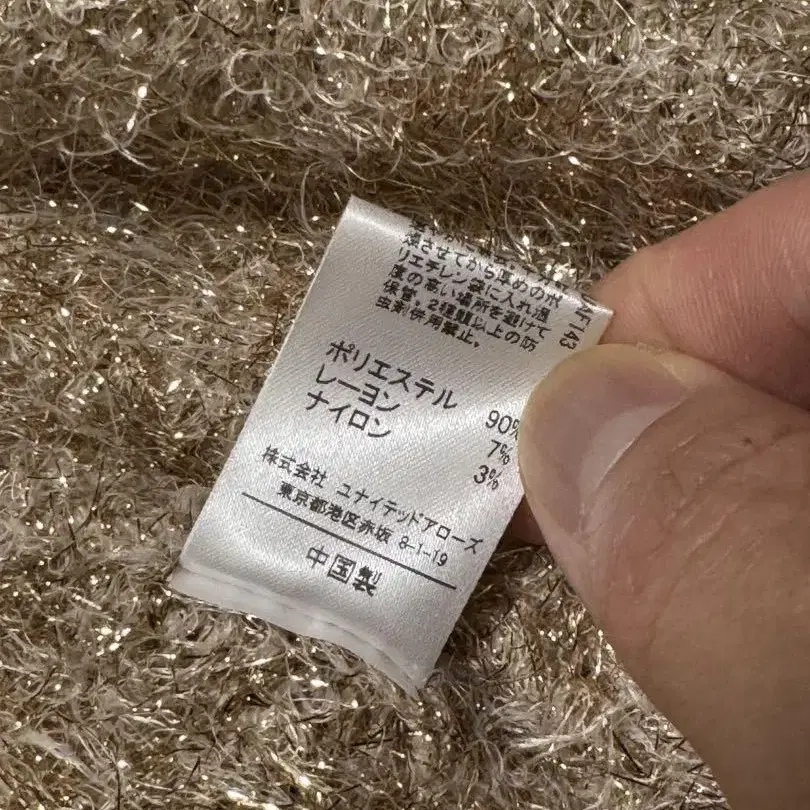 燥させてから厚めのポ
リエチレン袋に入れ湿
度の高い場所を避けて
保管。2種類以上の防
虫剤併用禁止。
ポリエステル 90%
レーヨン 7%
ナイロン 3%
株式会社 ユナイテッドアローズ
東京都港区赤坂 8-1-19
中国製